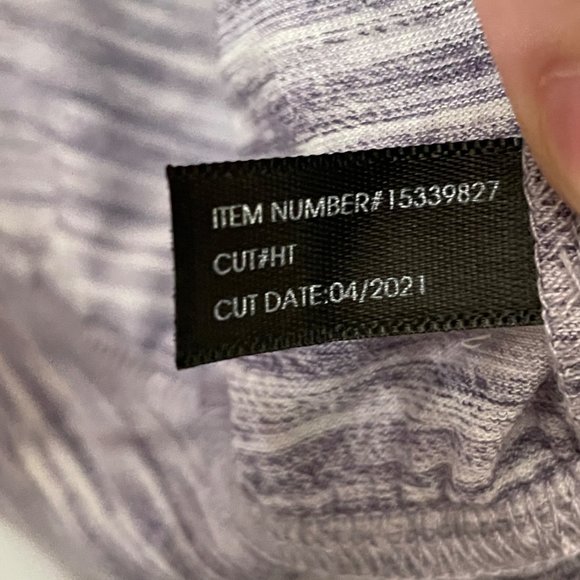 ITEM NUMBER#15339827
CUT#HT
CUT DATE:04/2021